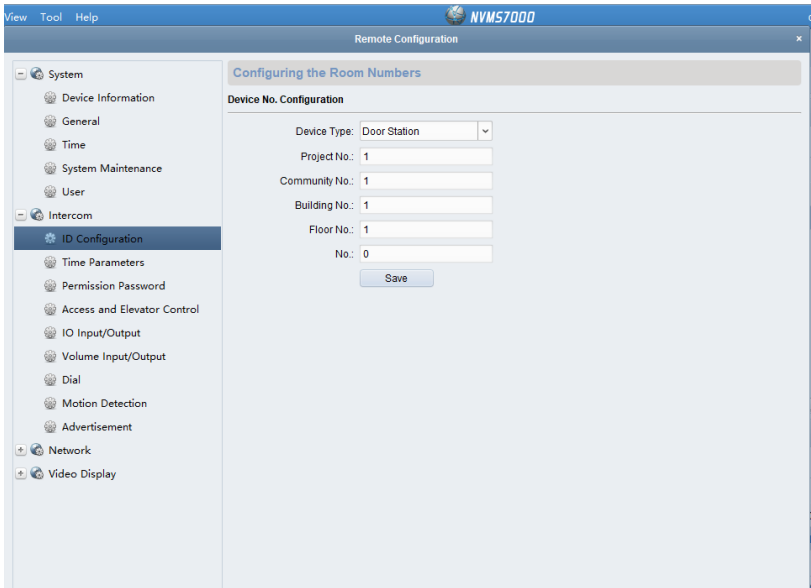 View Tool Help NVMS7000
Remote Configuration ×
System
Device Information
General
Time
System Maintenance
User
Intercom
ID Configuration
Time Parameters
Permission Password
Access and Elevator Control
IO Input/Output
Volume Input/Output
Dial
Motion Detection
Advertisement
Network
Video Display
Configuring the Room Numbers
Device No. Configuration
Device Type: Door Station
Project No.: 1
Community No.: 1
Building No.: 1
Floor No.: 1
No.: 0
Save